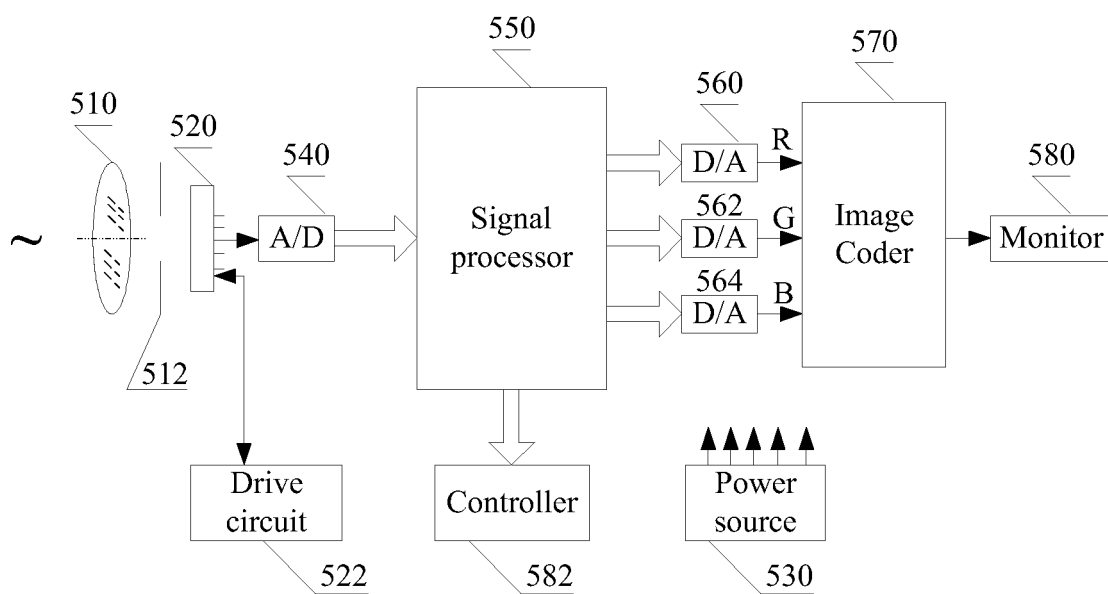 550
570
510
520
560
540
580
R
D/A
562
G
A/D
Signal
processor
D/A
Image
Coder
Monitor
564
B
D/A
512
Drive
circuit
Controller
Power
source
522
582
530